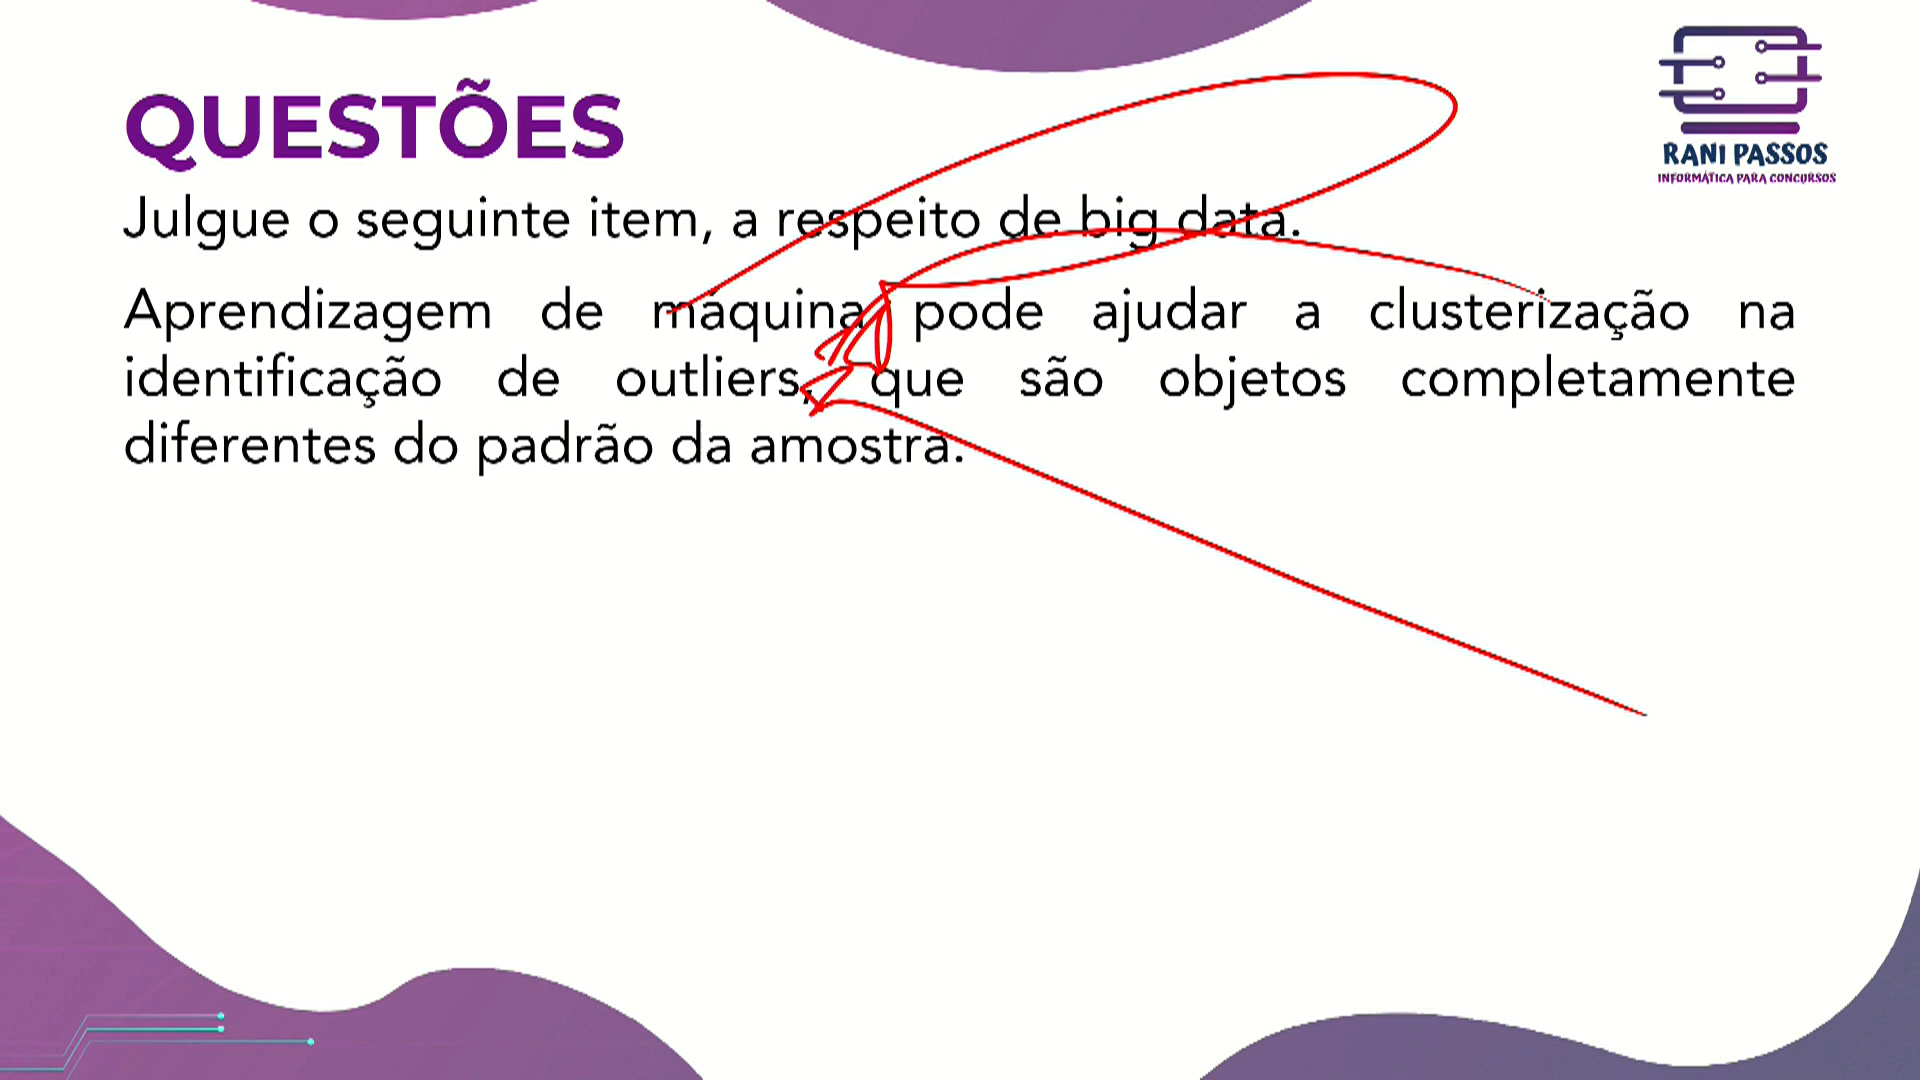 QUESTÕES
RANI PASSOS
INFORMÁTICA PARA CONCURSOS
Julgue o seguinte item, a respeito de big data.
Aprendizagem de máquina pode ajudar a clusterização na
identificação de outliers, que são objetos completamente
diferentes do padrão da amostra.